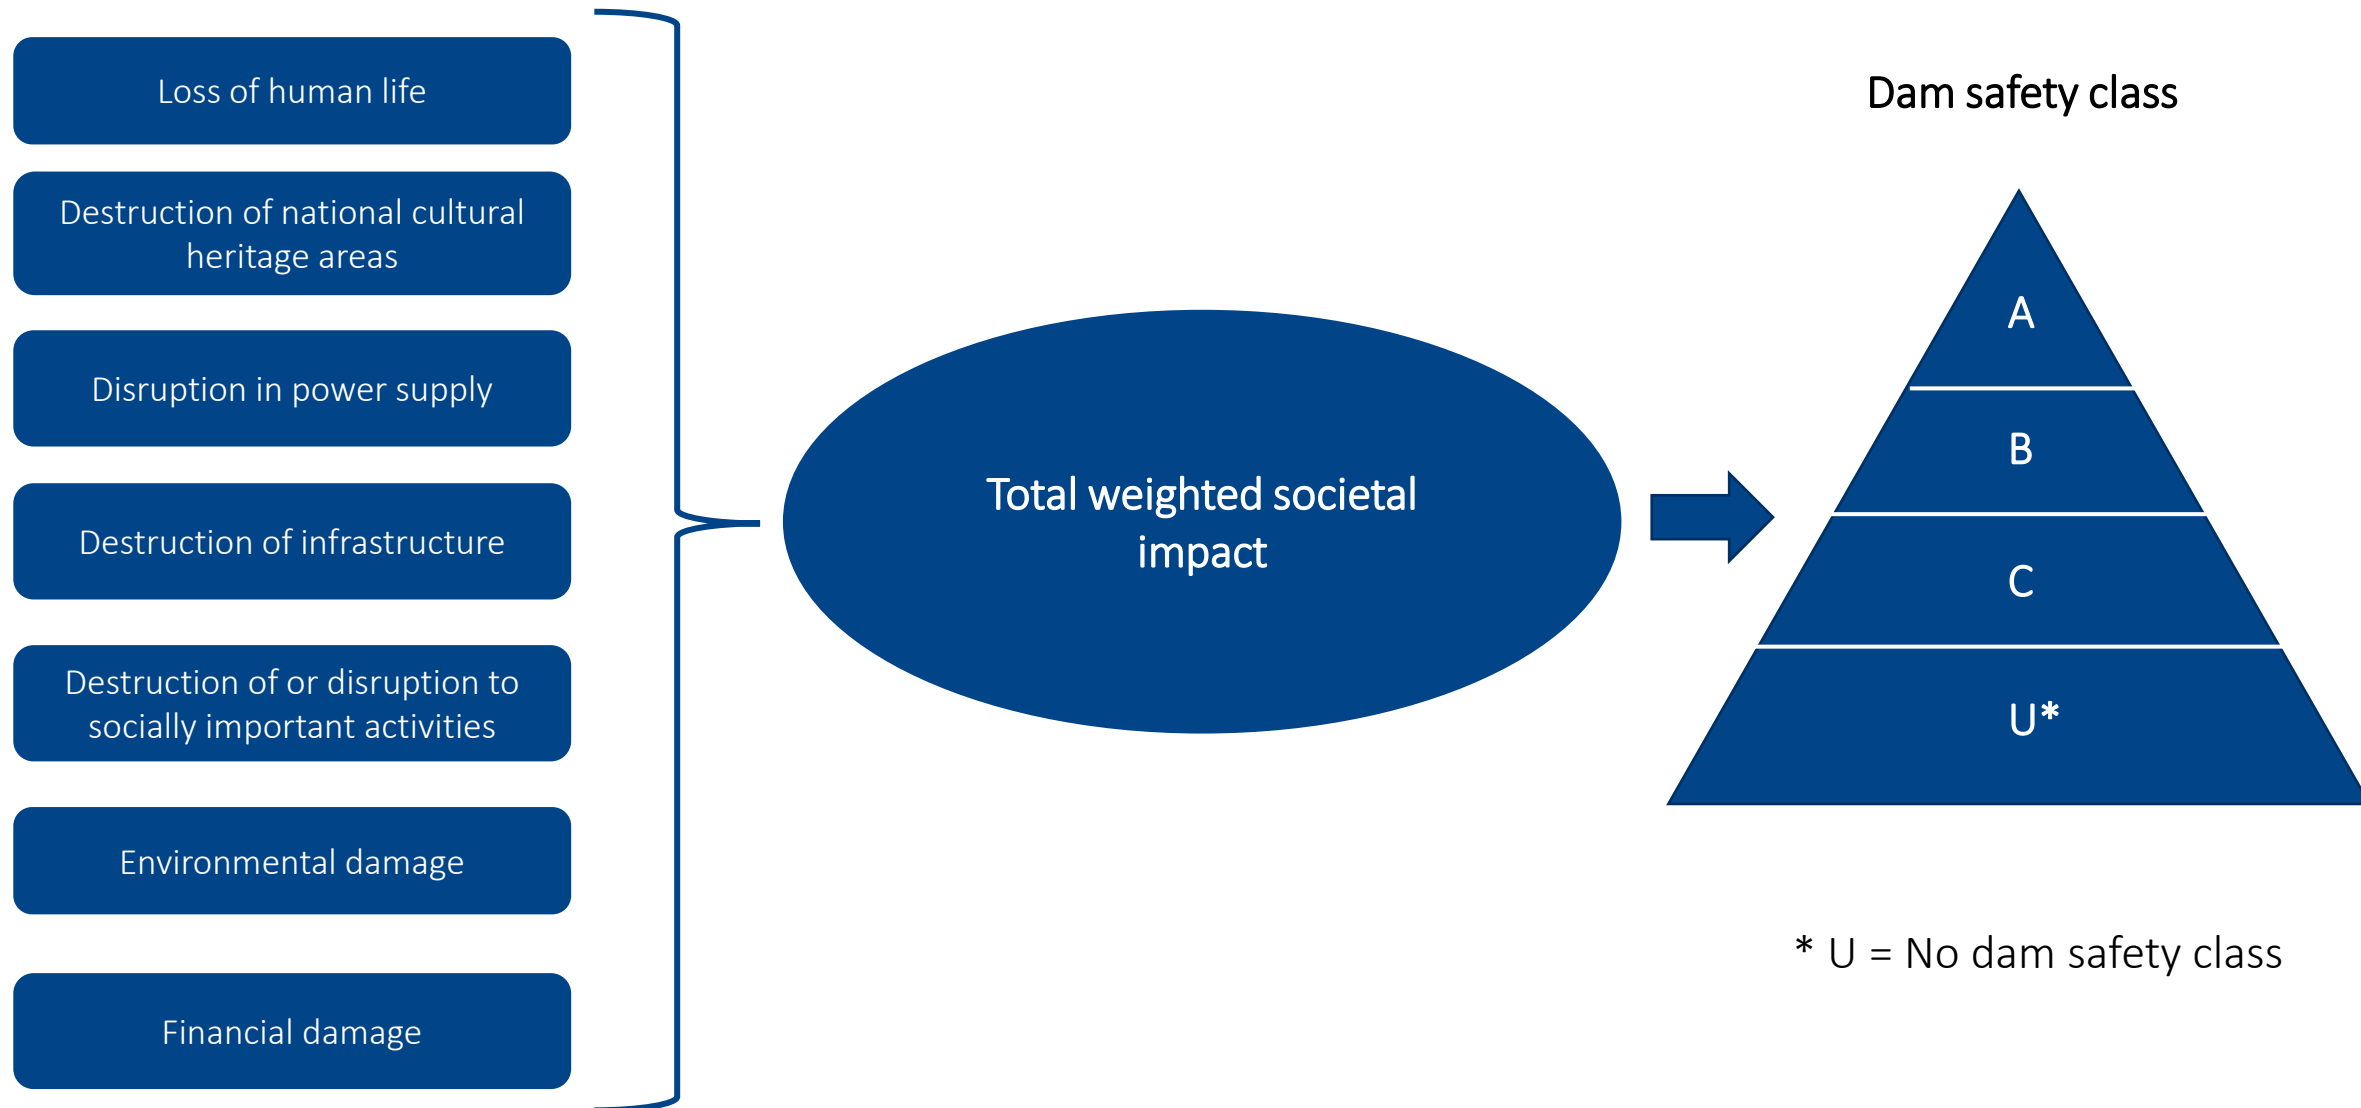 Loss of human life
Destruction of national cultural
heritage areas
Disruption in power supply
Destruction of infrastructure
Destruction of or disruption to
socially important activities
Environmental damage
Financial damage
Total weighted societal
impact
Dam safety class
A
B
C
U*
* U = No dam safety class